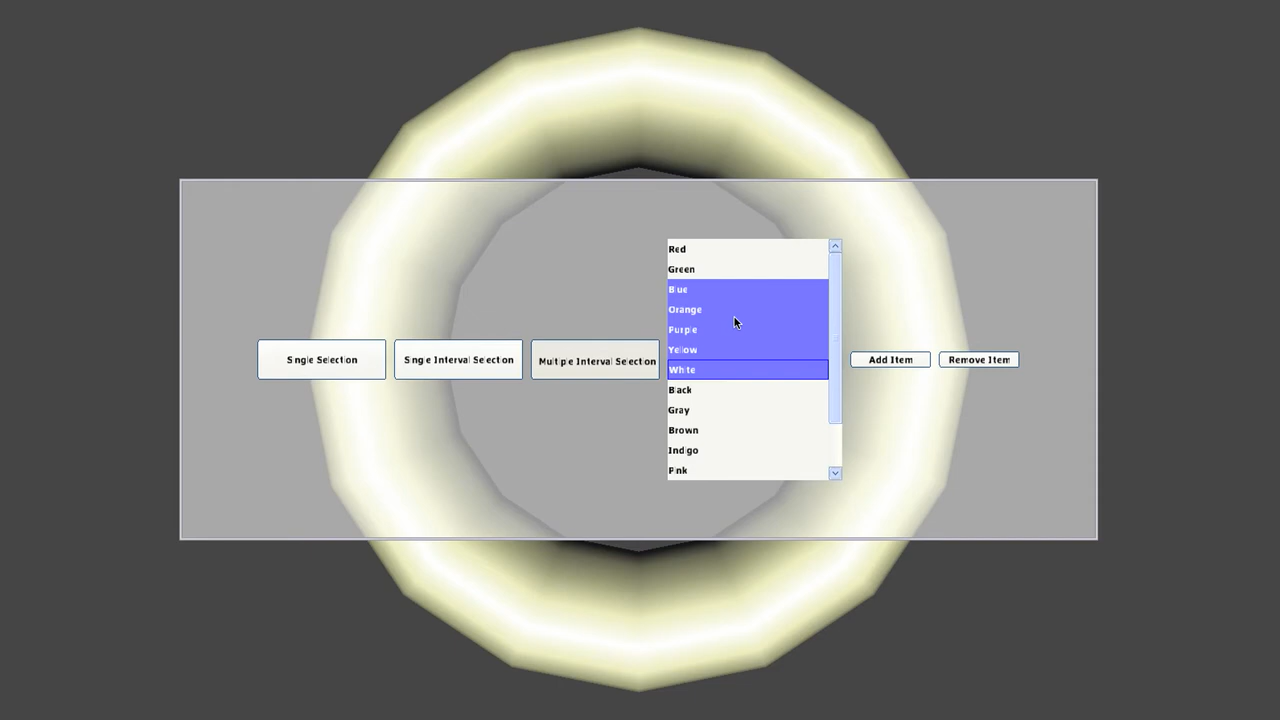 Single Selection
Single Interval Selection
Multiple Interval Selection
Red
Green
Blue
Orange
Purple
Yellow
White
Black
Gray
Brown
Indigo
Pink
Add Item
Remove Item